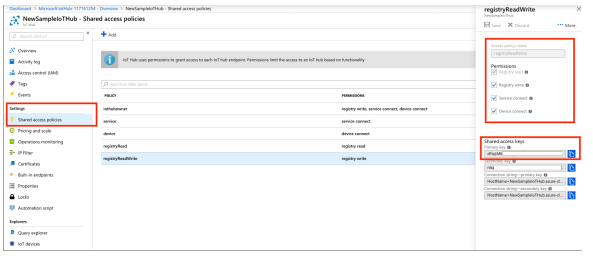 Dashboard > Microsoft.IotHub-117161254 - Overview > NewSampleIoTHub - Shared access policies
NewSampleIoTHub - Shared access policies
IoT Hub
Search (Ctrl+/)
Overview
Activity log
Access control (IAM)
Tags
Events
Settings
Shared access policies
Pricing and scale
Operations monitoring
IP Filter
Certificates
Built-in endpoints
Properties
Locks
Automation script
Explorers
Query explorer
IoT devices
Add
IoT Hub uses permissions to grant access to each IoT hub endpoint. Permissions limit the access to an IoT hub based on functionality.
Search to filter items...
POLICY PERMISSIONS
iothubowner registry write, service connect, device connect
service service connect
device device connect
registryRead registry read
registryReadWrite registry write
registryReadWrite
NewSampleIoTHub
Save Discard More
Access policy name
registryReadWrite
Permissions
Registry read
Registry write
Service connect
Device connect
Shared access keys
Primary key
Secondary key
Connection string—primary key
HostName=NewSampleIoTHub.azure-d...
Connection string—secondary key
HostName=NewSampleIoTHub.azure-d...